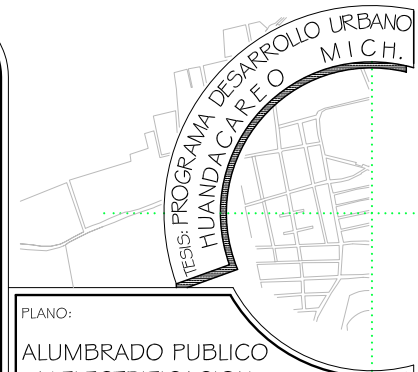 TESIS: PROGRAMA DESARROLLO URBANO
HUANDACAREO MICH.
PLANO:
ALUMBRADO PUBLICO